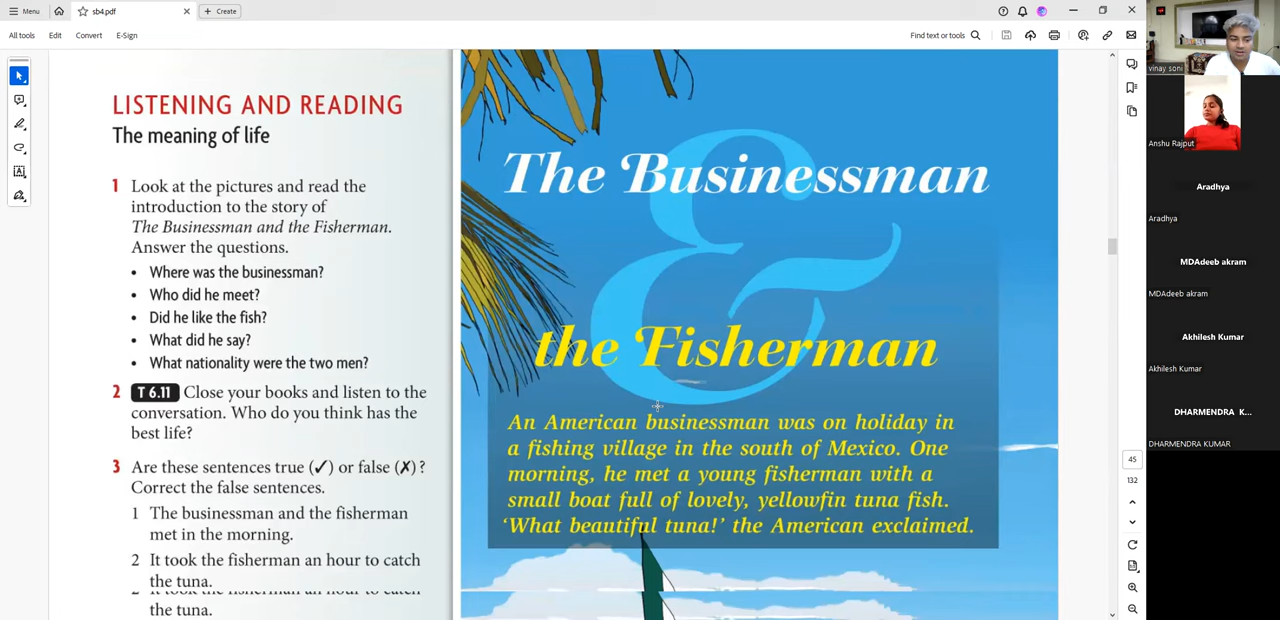 Menu
sb4.pdf
Create
All tools
Edit
Convert
E-Sign
Find text or tools
LISTENING AND READING
The meaning of life
1 Look at the pictures and read the
introduction to the story of
The Businessman and the Fisherman.
Answer the questions.
• Where was the businessman?
• Who did he meet?
• Did he like the fish?
• What did he say?
• What nationality were the two men?
2 T 6.11 Close your books and listen to the
conversation. Who do you think has the
best life?
3 Are these sentences true (✓) or false (✗)?
Correct the false sentences.
1 The businessman and the fisherman
met in the morning.
2 It took the fisherman an hour to catch
the tuna.
2 It took the fisherman an hour to catch
the tuna.
The Businessman
&
the Fisherman
An American businessman was on holiday in
a fishing village in the south of Mexico. One
morning, he met a young fisherman with a
small boat full of lovely, yellowfin tuna fish.
‘What beautiful tuna!’ the American exclaimed.
45
132
vinay soni
Anshu Rajput
Aradhya
Aradhya
MDAdeeb akram
MDAdeeb akram
Akhilesh Kumar
Akhilesh Kumar
DHARMENDRA K...
DHARMENDRA KUMAR